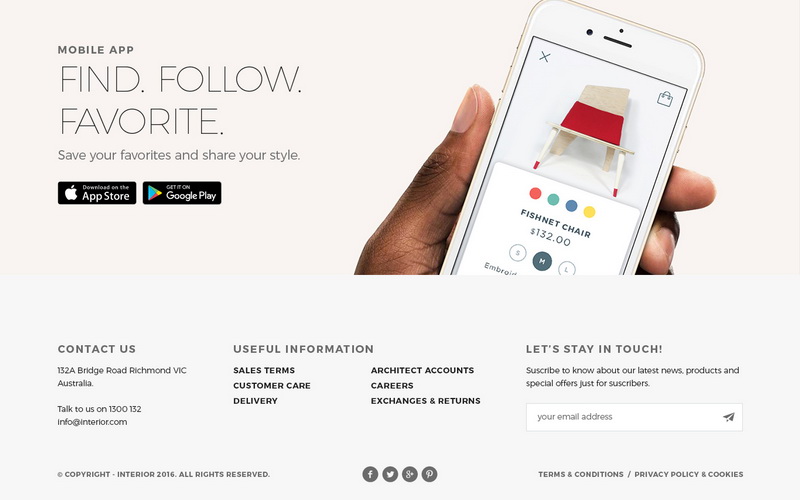 MOBILE APP
FIND. FOLLOW.
FAVORITE.
Save your favorites and share your style.
Download on the
App Store
GET IT ON
Google Play
FISHNET CHAIR
$132.00
S
M
L
CONTACT US
132A Bridge Road Richmond VIC
Australia.
Talk to us on 1300 132
info@interior.com
USEFUL INFORMATION
SALES TERMS
CUSTOMER CARE
DELIVERY
ARCHITECT ACCOUNTS
CAREERS
EXCHANGES & RETURNS
LET'S STAY IN TOUCH!
Suscribe to know about our latest news, products and
special offers just for suscribers.
your email address
© COPYRIGHT - INTERIOR 2016. ALL RIGHTS RESERVED.
TERMS & CONDITIONS / PRIVACY POLICY & COOKIES